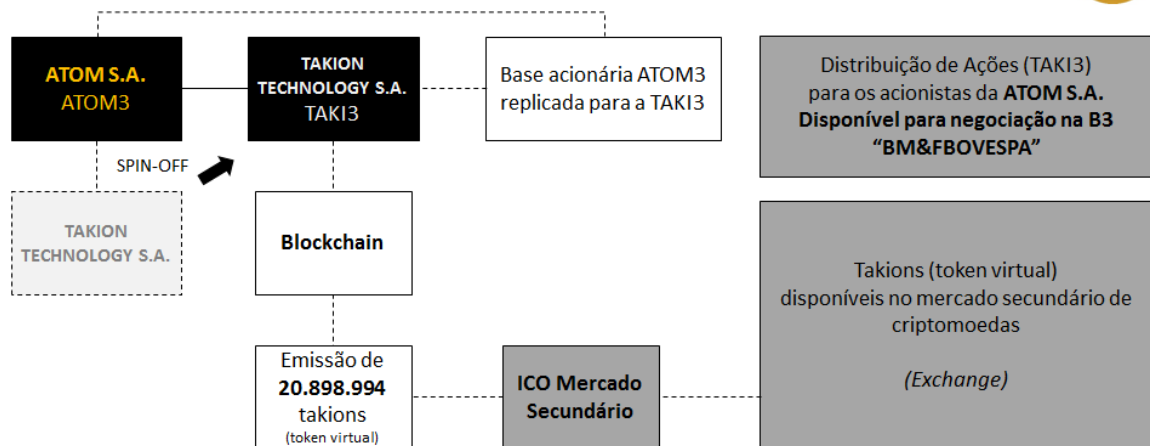 ATOM S.A.
ATOM3
TAKION
TECHNOLOGY S.A.
TAKI3
Base acionária ATOM3
replicada para a TAKI3
Distribuição de Ações (TAKI3)
para os acionistas da ATOM S.A.
Disponível para negociação na B3
“BM&FBOVESPA”
SPIN-OFF
TAKION
TECHNOLOGY S.A.
Blockchain
Takions (token virtual)
disponíveis no mercado secundário de
criptomoedas
(Exchange)
Emissão de
20.898.994
takions
(token virtual)
ICO Mercado
Secundário